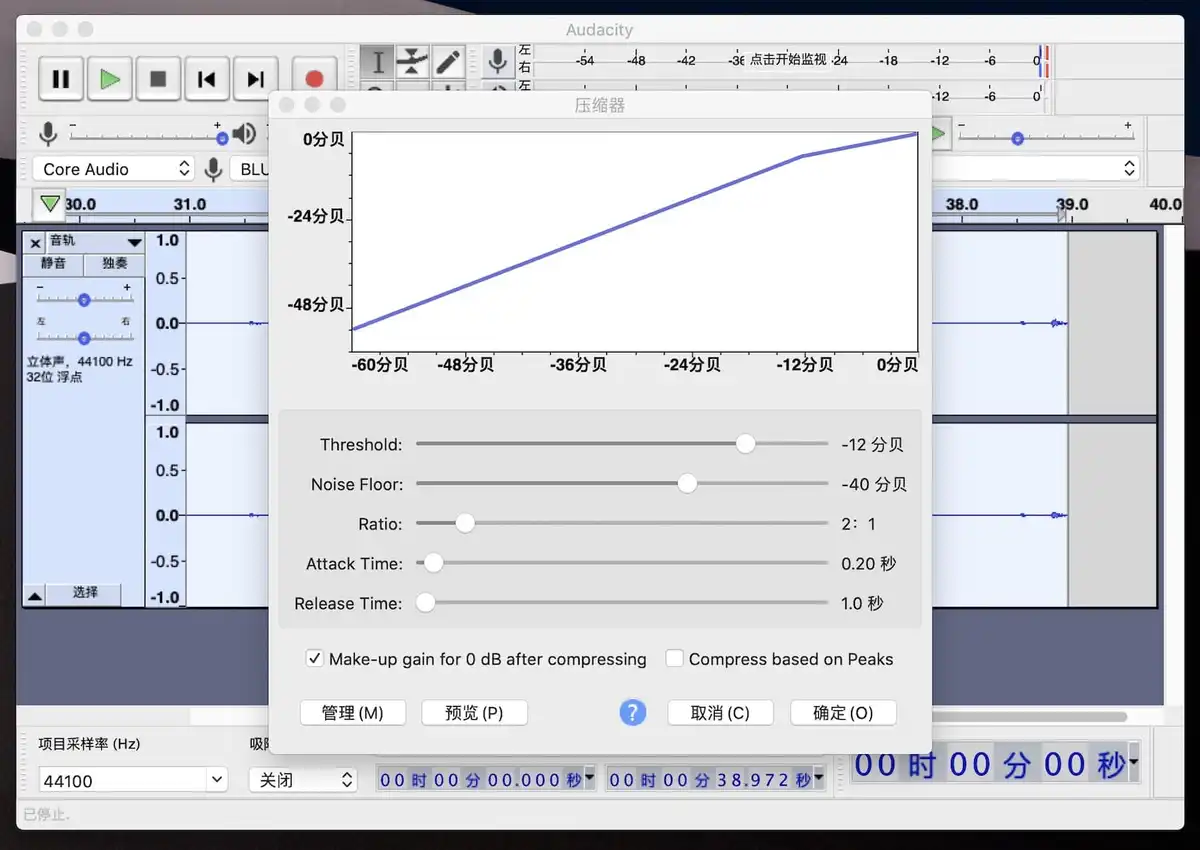 Audacity
左
右
-54 -48 -42 -36 点击开始监视 -24 -18 -12 -6 0
左
-12 -6 0
压缩器
Core Audio
BLU
30.0 31.0 38.0 39.0 40.0
音轨
静音 独奏
- +
左 右
立体声，44100 Hz
32位 浮点
选择
1.0
0.5
0.0
-0.5
-1.0
1.0
0.5
0.0
-0.5
-1.0
0分贝
-24分贝
-48分贝
-60分贝 -48分贝 -36分贝 -24分贝 -12分贝 0分贝
Threshold: -12 分贝
Noise Floor: -40 分贝
Ratio: 2：1
Attack Time: 0.20 秒
Release Time: 1.0 秒
Make-up gain for 0 dB after compressing Compress based on Peaks
管理 (M) 预览 (P) ? 取消 (C) 确定 (O)
项目采样率 (Hz)
44100 关闭 00 时 00 分 00.000 秒 00 时 00 分 38.972 秒 00 时 00 分 00 秒
已停止.